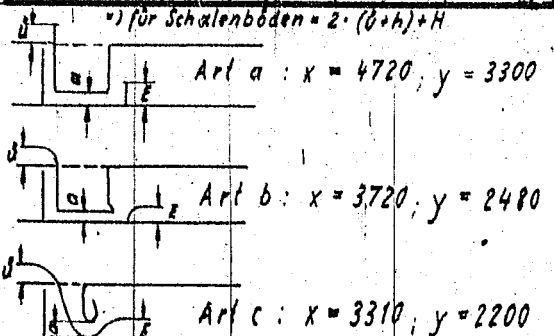 *) für Schalenböden = 2 · (ü+h)+H
ü
a
E
Art a : x = 4720 ; y = 3300
ü
a
E
Art b : x = 3720 ; y = 2480
ü
a
E
Art c : x = 3310 ; y = 2200